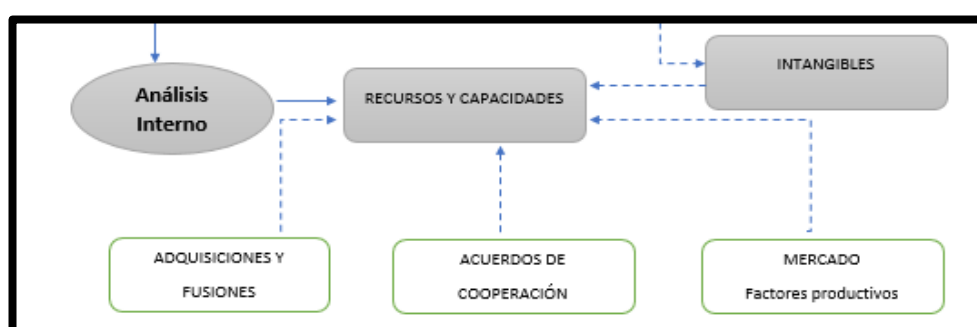 INTANGIBLES
Análisis
Interno
RECURSOS Y CAPACIDADES
ADQUISICIONES Y
FUSIONES
ACUERDOS DE
COOPERACIÓN
MERCADO
Factores productivos